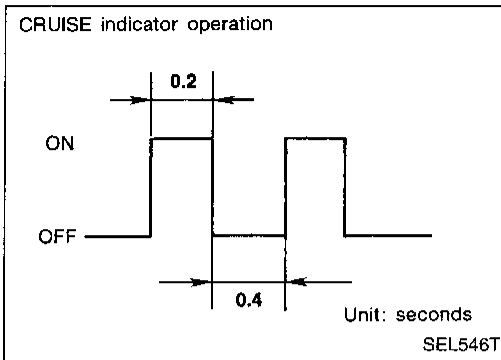 CRUISE indicator operation
0.2
ON
OFF
0.4
Unit: seconds
SEL546T